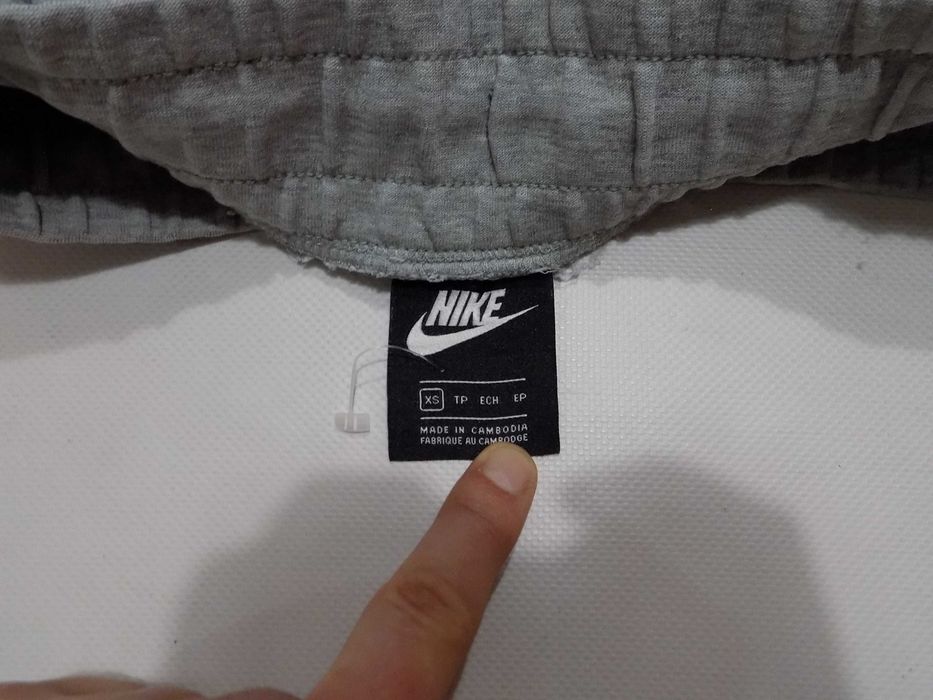 NIKE
XS TP ECH EP
MADE IN CAMBODIA
FABRIQUE AU CAMBODGE